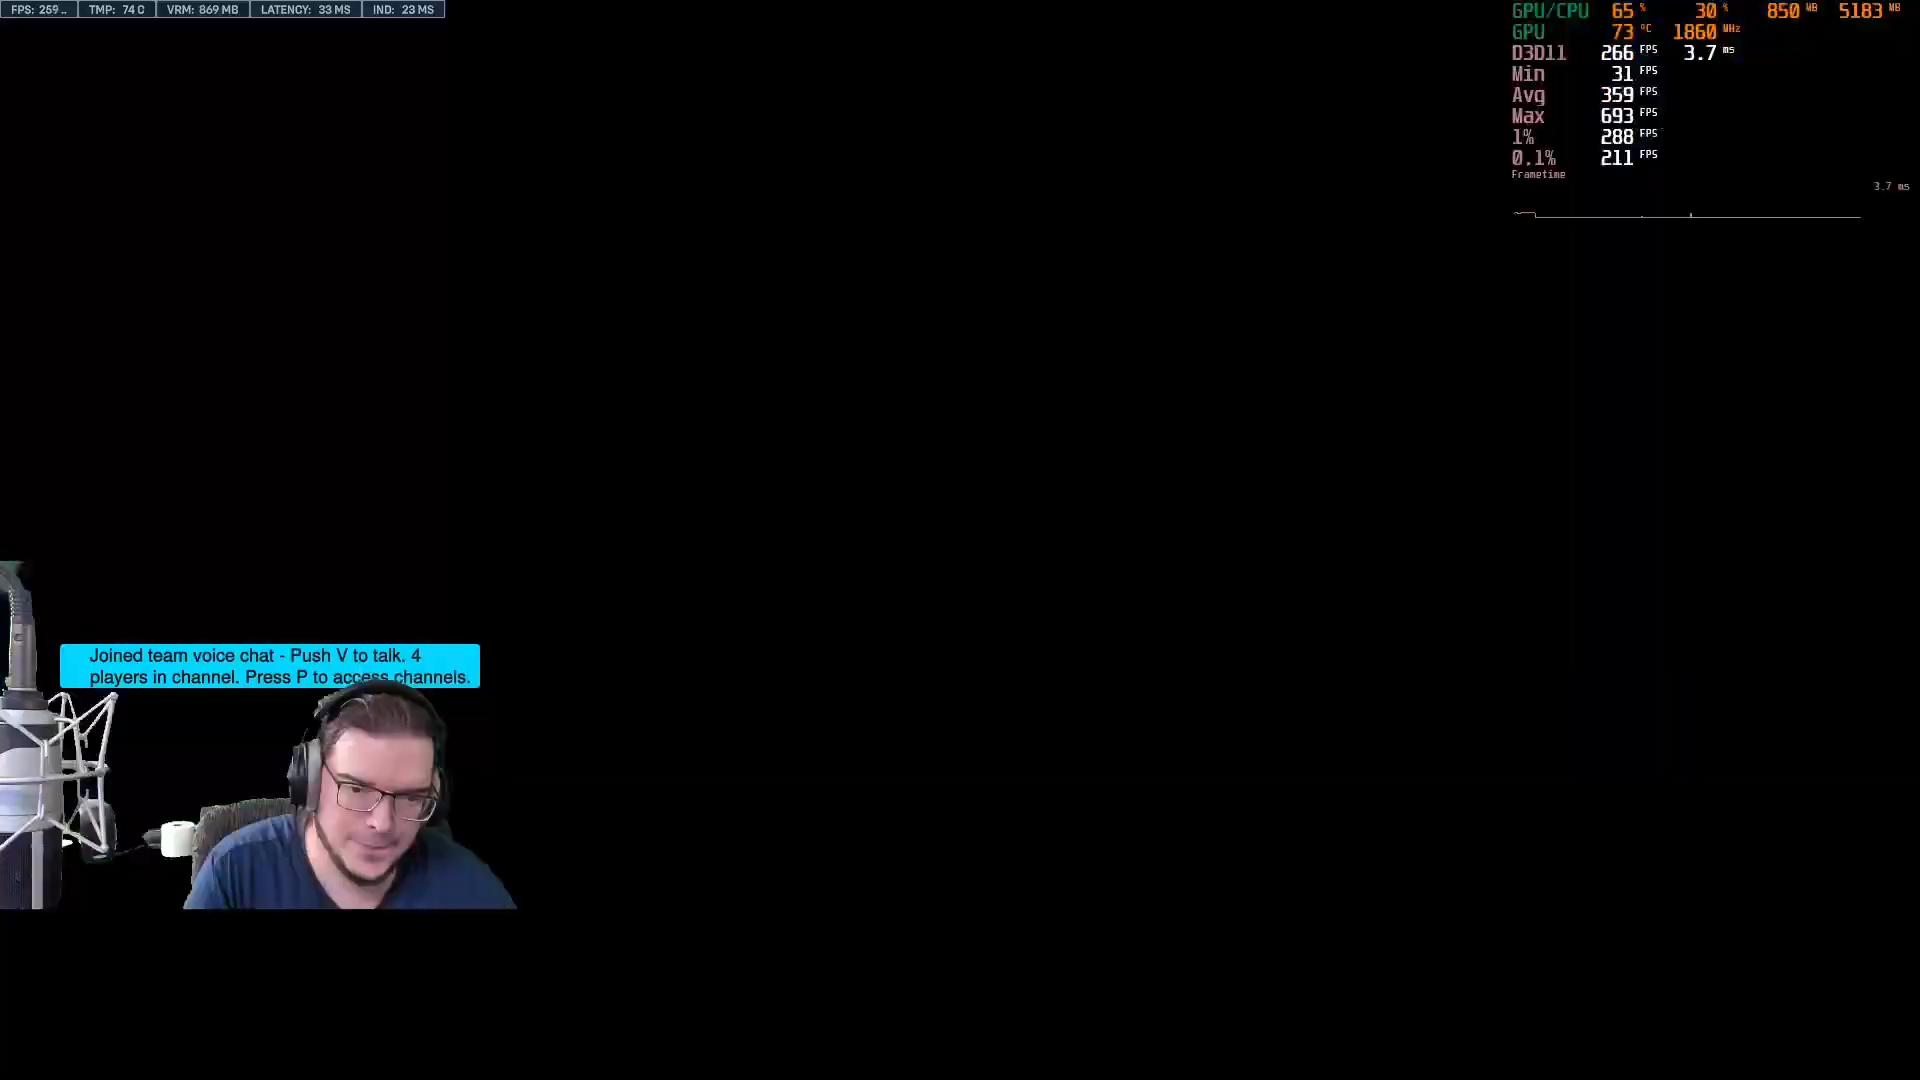 FPS: 259.. TMP: 74 C VRM: 869 MB LATENCY: 33 MS IND: 23 MS
GPU/CPU 65 % 30 % 850 MB 5183 MB
GPU 73 °C 1860 MHz
D3D11 266 FPS 3.7 ms
Min 31 FPS
Avg 359 FPS
Max 693 FPS
1% 288 FPS
0.1% 211 FPS
Frametime
3.7 ms
Joined team voice chat - Push V to talk. 4
players in channel. Press P to access channels.